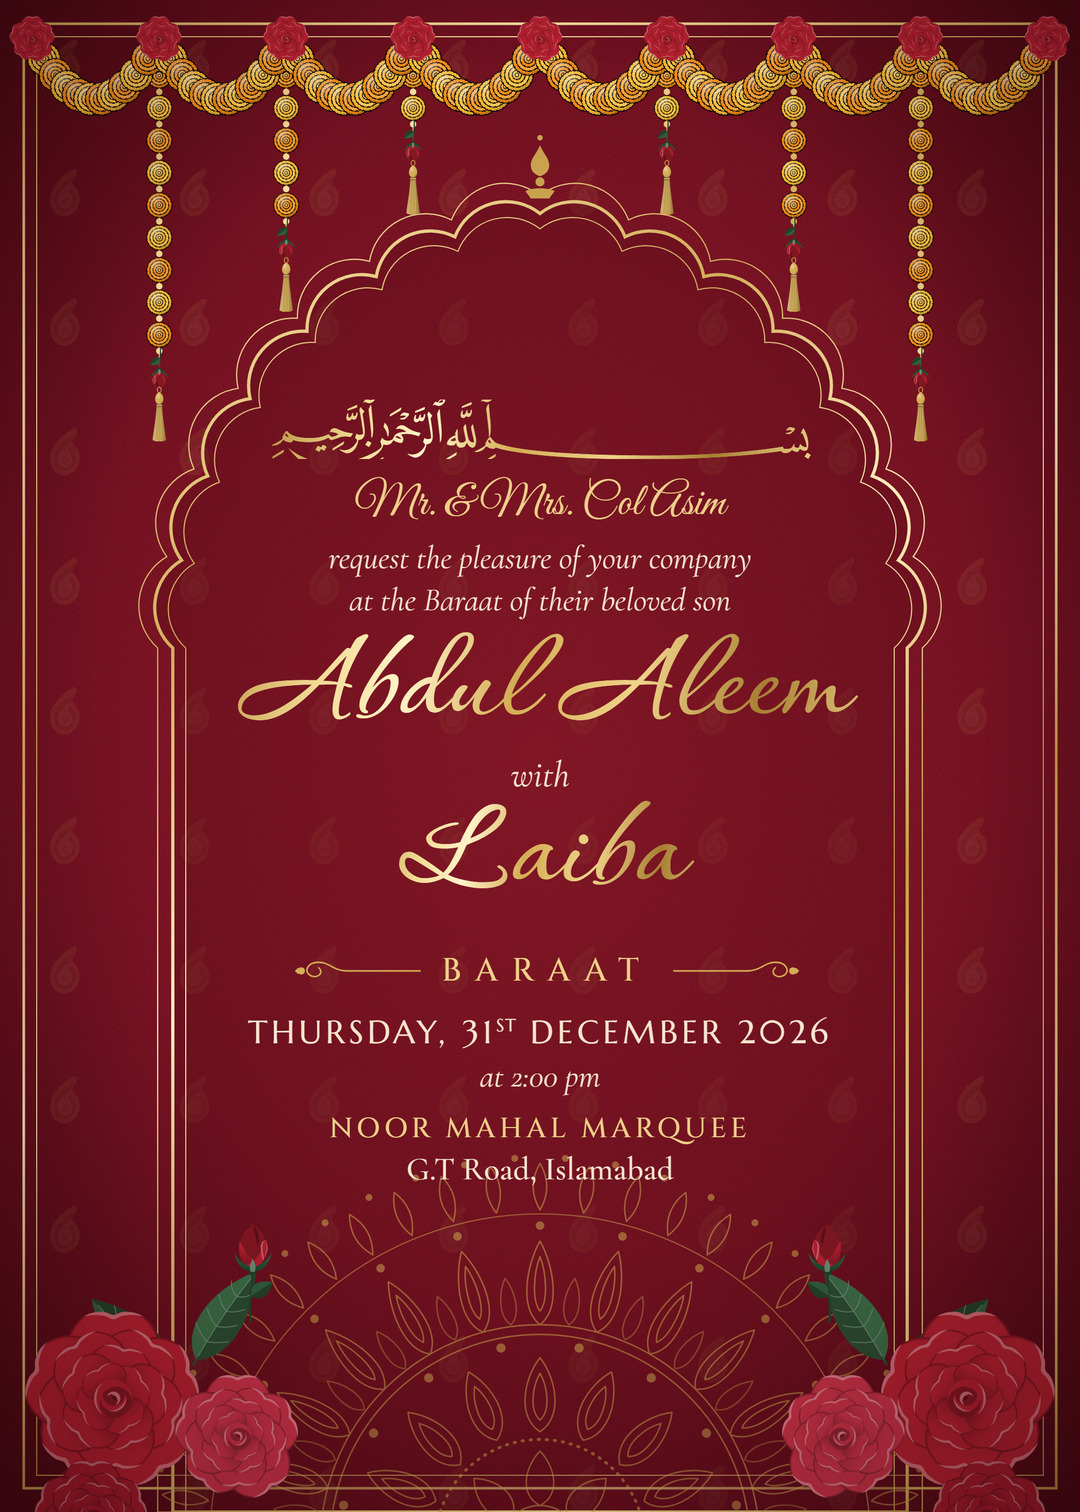 بِسْمِ ٱللَّهِ ٱلرَّحْمَٰنِ ٱلرَّحِيمِ
Mr. & Mrs. Col Asim
request the pleasure of your company
at the Baraat of their beloved son
Abdul Aleem
with
Laiba
BARAAT
THURSDAY, 31ST DECEMBER 2026
at 2:00 pm
NOOR MAHAL MARQUEE
G.T Road, Islamabad